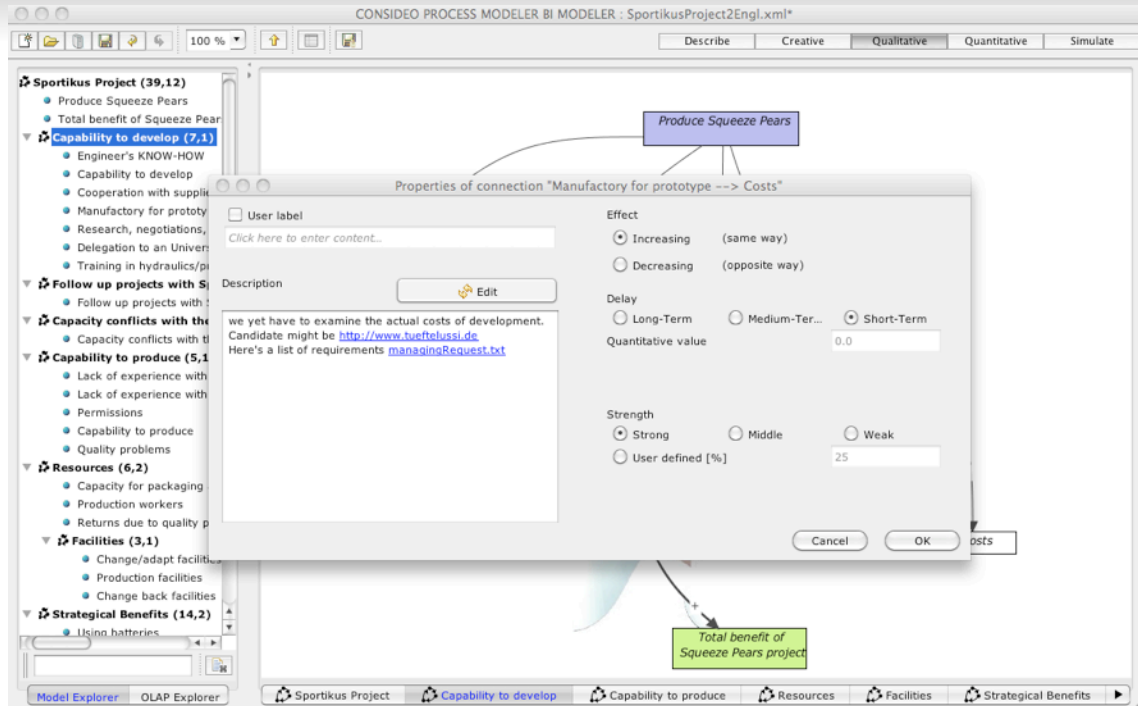 CONSIDEO PROCESS MODELER BI MODELER : SportikusProject2Engl.xml*
100 %
Describe
Creative
Qualitative
Quantitative
Simulate
Sportikus Project (39,12)
Produce Squeeze Pears
Total benefit of Squeeze Pear
Capability to develop (7,1)
Engineer's KNOW-HOW
Capability to develop
Cooperation with supplie
Manufactory for prototy
Research, negotiations,
Delegation to an Univers
Training in hydraulics/p
Follow up projects with S
Follow up projects with
Capacity conflicts with the
Capacity conflicts with t
Capability to produce (5,1
Lack of experience with
Lack of experience with
Permissions
Capability to produce
Quality problems
Resources (6,2)
Capacity for packaging
Production workers
Returns due to quality p
Facilities (3,1)
Change/adapt facilitie
Production facilities
Change back facilities
Strategical Benefits (14,2)
Using batteries
Model Explorer
OLAP Explorer
Produce Squeeze Pears
Properties of connection "Manufactory for prototype --> Costs"
User label
Click here to enter content...
Description
Edit
we yet have to examine the actual costs of development.
Candidate might be http://www.tueftelussi.de
Here's a list of requirements managingRequest.txt
Effect
Increasing (same way)
Decreasing (opposite way)
Delay
Long-Term Medium-Ter... Short-Term
Quantitative value 0.0
Strength
Strong Middle Weak
User defined [%] 25
Cancel OK
osts
+
Total benefit of
Squeeze Pears project
Sportikus Project
Capability to develop
Capability to produce
Resources
Facilities
Strategical Benefits